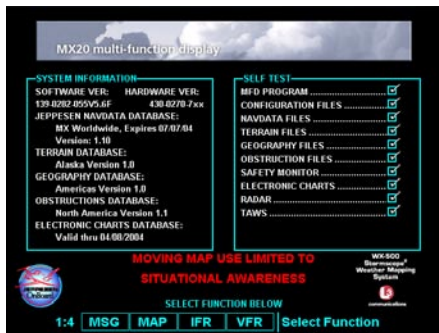 MX20 multi-function display
SYSTEM INFORMATION
SOFTWARE VER: HARDWARE VER:
139-0282-055V5.6F 430-0270-7xx
JEPPESEN NAVDATA DATABASE:
MX Worldwide, Expires 07/07/04
Version: 1.10
TERRAIN DATABASE:
Alaska Version 1.0
GEOGRAPHY DATABASE:
Americas Version 1.0
OBSTRUCTIONS DATABASE:
North America Version 1.1
ELECTRONIC CHARTS DATABASE:
Valid thru 04/08/2004
SELF TEST
MFD PROGRAM
CONFIGURATION FILES
NAVDATA FILES
TERRAIN FILES
GEOGRAPHY FILES
OBSTRUCTION FILES
SAFETY MONITOR
ELECTRONIC CHARTS
RADAR
TAWS
MOVING MAP USE LIMITED TO
SITUATIONAL AWARENESS
WX-500
Stormscope®
Weather Mapping
System
communications
JEPPESEN
OnBoard
SELECT FUNCTION BELOW
1:4 MSG MAP IFR VFR Select Function